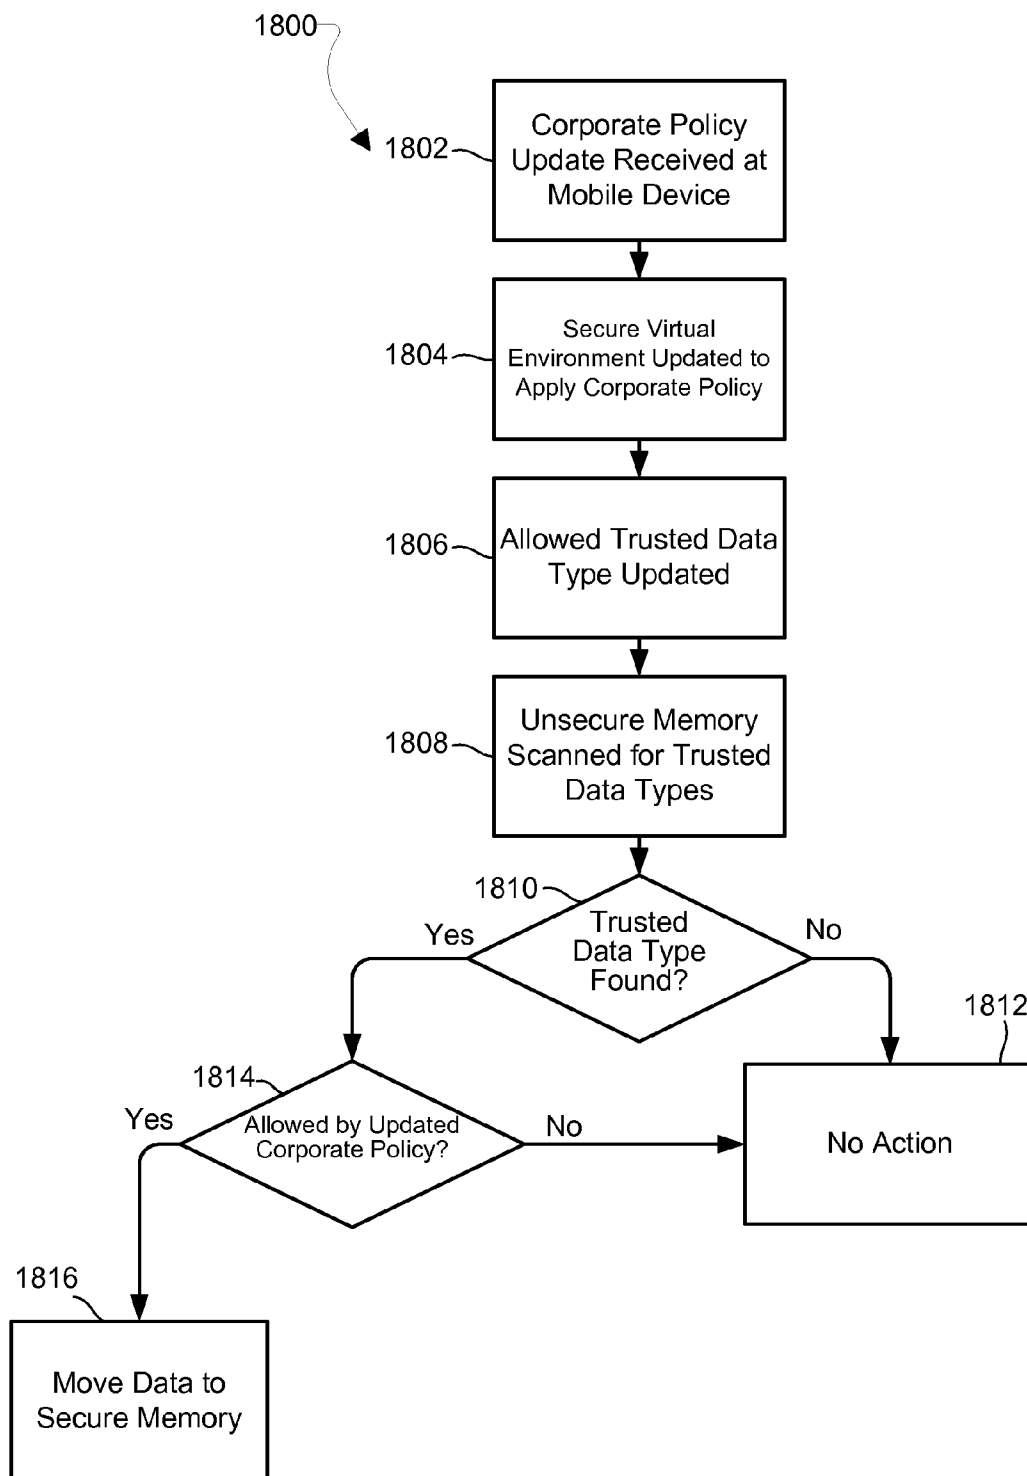 1800
1802
Corporate Policy
Update Received at
Mobile Device
1804
Secure Virtual
Environment Updated to
Apply Corporate Policy
1806
Allowed Trusted Data
Type Updated
1808
Unsecure Memory
Scanned for Trusted
Data Types
1810
Trusted
Data Type
Found?
Yes
No
1812
No Action
1814
Allowed by Updated
Corporate Policy?
Yes
No
1816
Move Data to
Secure Memory